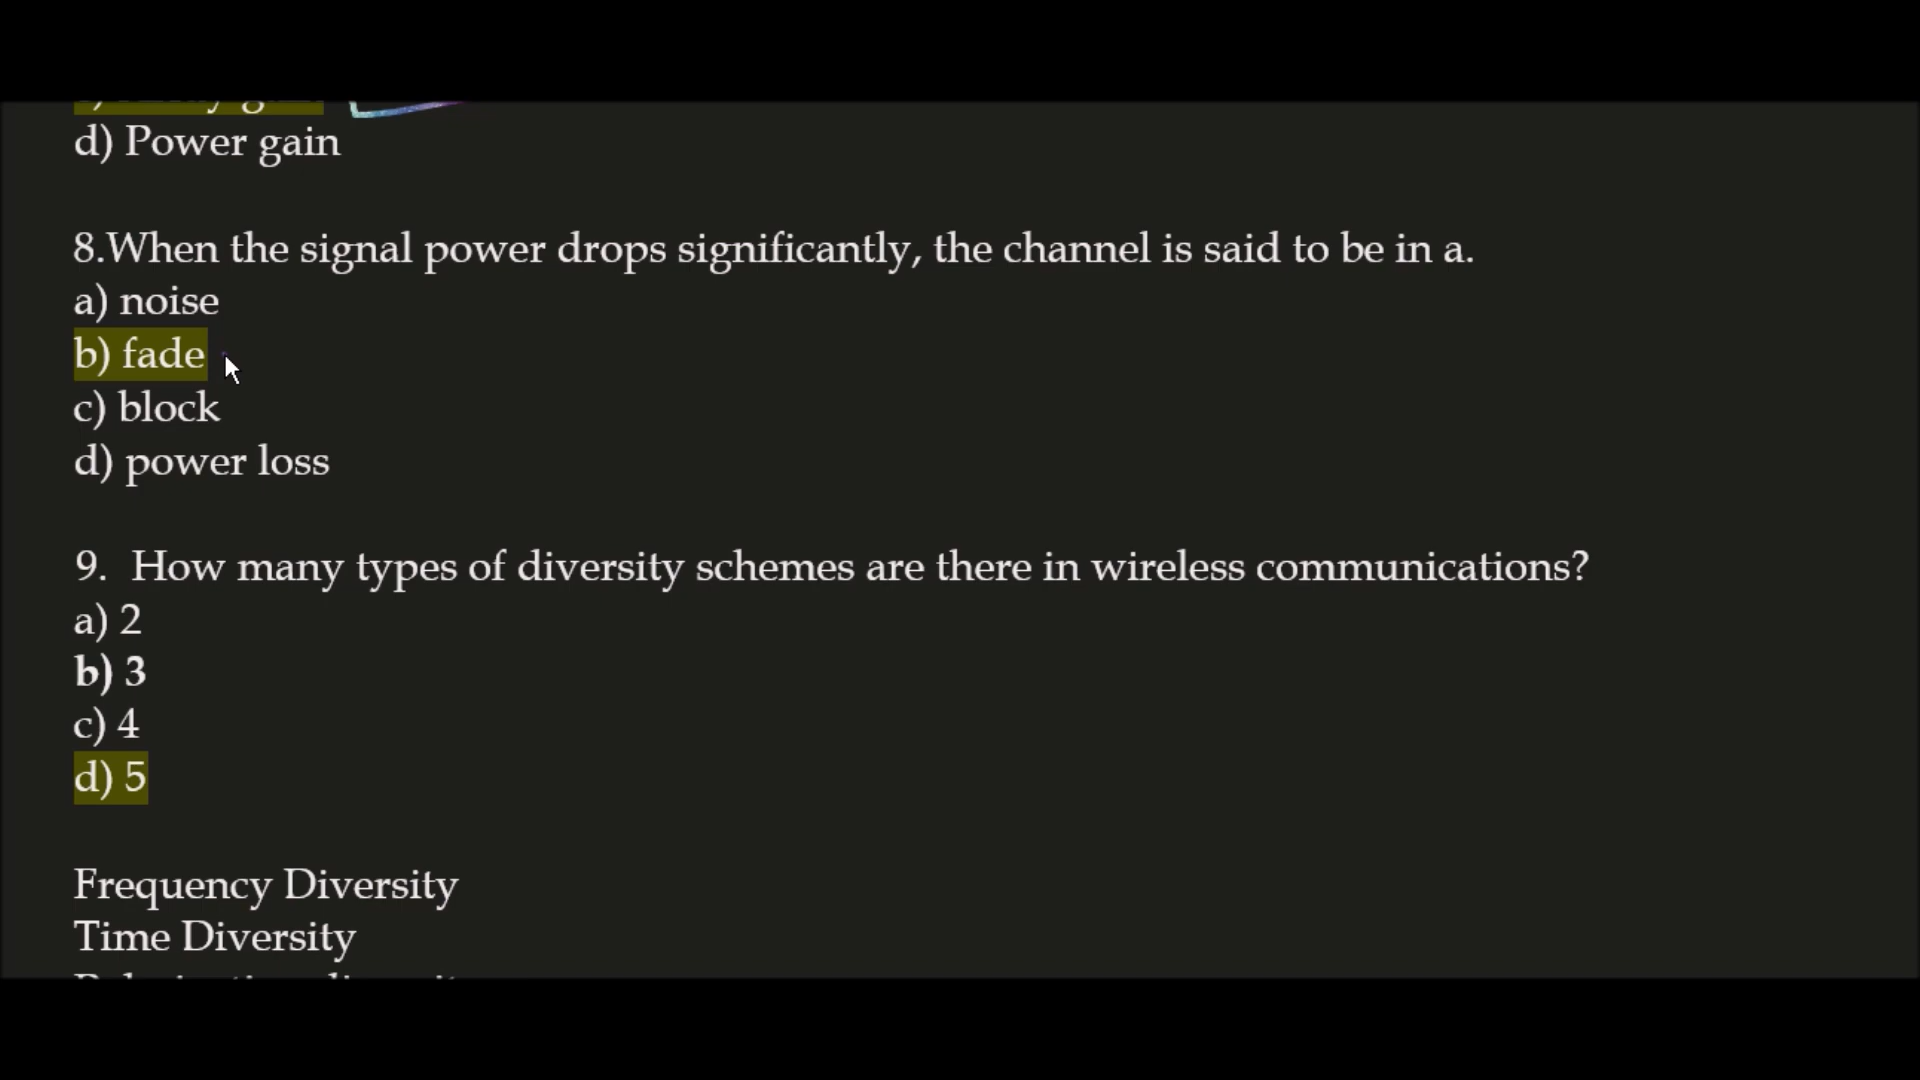 d) Power gain
8.When the signal power drops significantly, the channel is said to be in a.
a) noise
b) fade
c) block
d) power loss
9. How many types of diversity schemes are there in wireless communications?
a) 2
b) 3
c) 4
d) 5
Frequency Diversity
Time Diversity